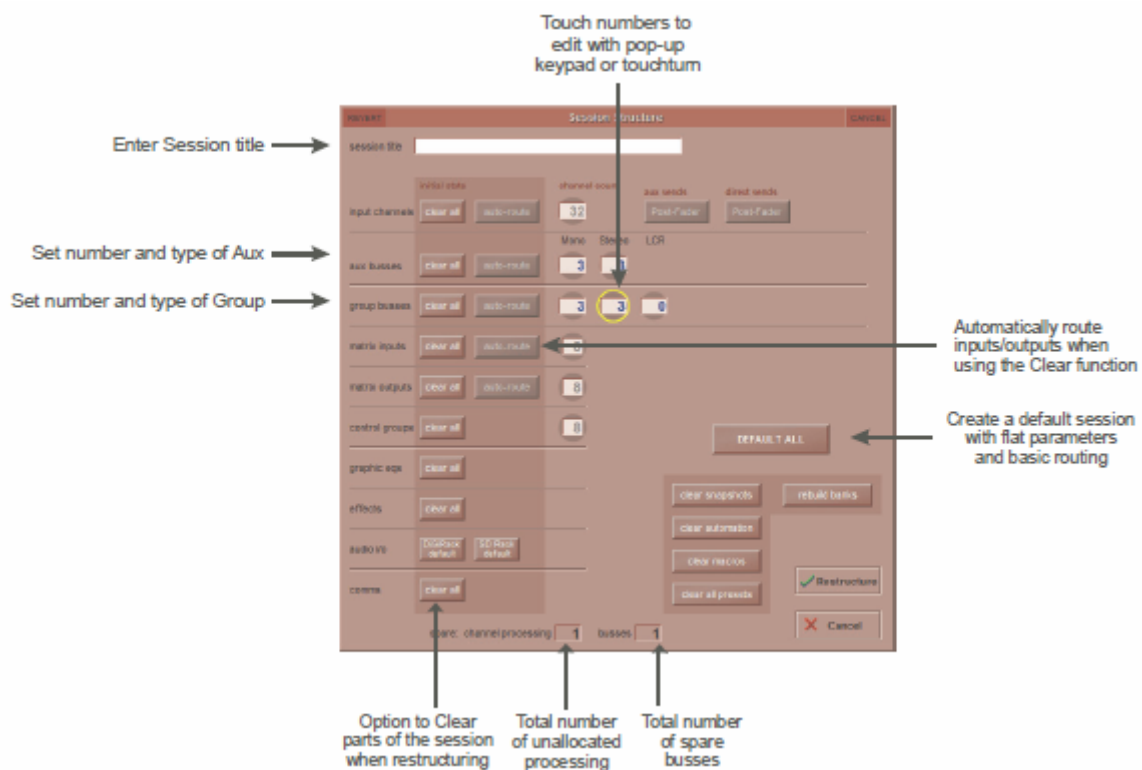 Touch numbers to
edit with pop-up
keypad or touchturn
REVERT
Session Structure
CANCEL
Enter Session title
session title
initial state
channel count
aux sends
direct sends
input channels
clear all
auto-route
32
Post-Fader
Post-Fader
Mono
Stereo
LCR
Set number and type of Aux
aux busses
clear all
auto-route
3
Set number and type of Group
group busses
clear all
auto-route
3
3
0
matrix inputs
clear all
auto-route
Automatically route
inputs/outputs when
using the Clear function
matrix outputs
clear all
auto-route
8
control groups
clear all
8
DEFAULT ALL
Create a default session
with flat parameters
and basic routing
graphic eqs
clear all
clear snapshots
rebuild banks
effects
clear all
clear automation
audio i/o
DiGiRack
default
SD Rack
default
clear macros
Restructure
comms
clear all
clear all presets
Cancel
spare: channel processing
1
busses
1
Option to Clear
parts of the session
when restructuring
Total number
of unallocated
processing
Total number
of spare
busses